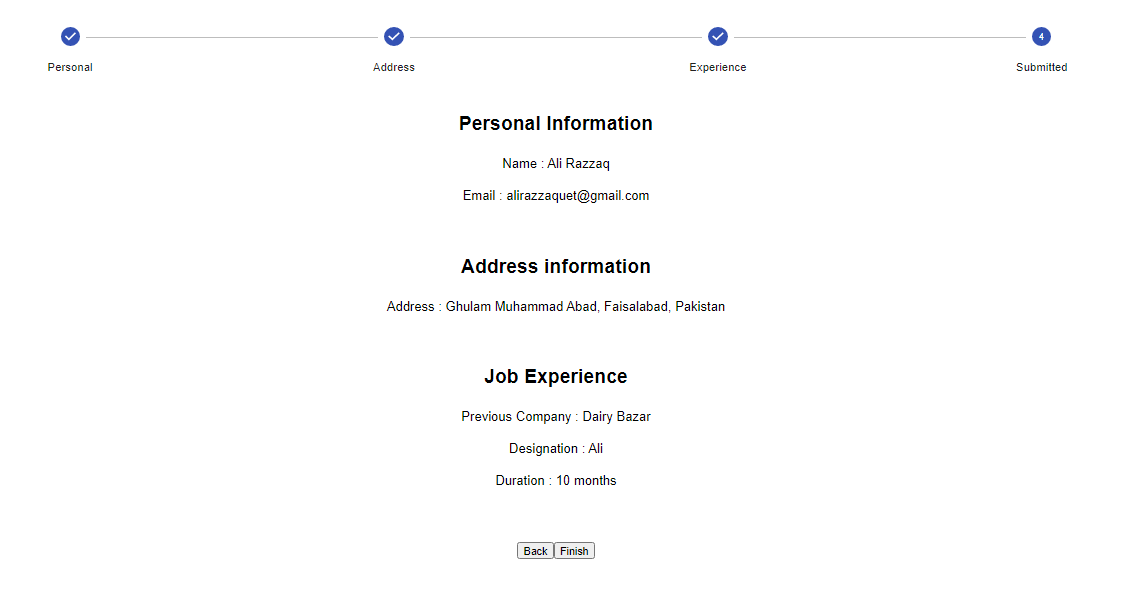 4
Personal
Address
Experience
Submitted
Personal Information
Name : Ali Razzaq
Email : alirazzaquet@gmail.com
Address information
Address : Ghulam Muhammad Abad, Faisalabad, Pakistan
Job Experience
Previous Company : Dairy Bazar
Designation : Ali
Duration : 10 months
Back Finish